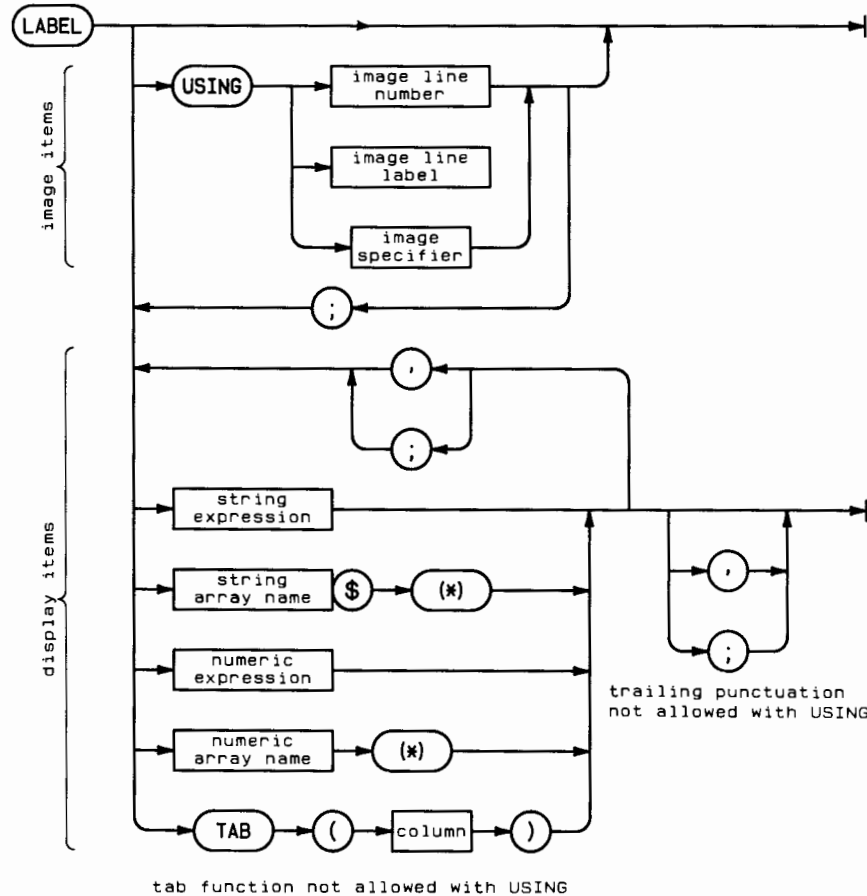 LABEL
image items
USING
image line
number
image line
label
image
specifier
;
,
;
display items
string
expression
string
array name
$
(*)
,
;
numeric
expression
trailing punctuation
not allowed with USING
numeric
array name
(*)
TAB
(
column
)
tab function not allowed with USING